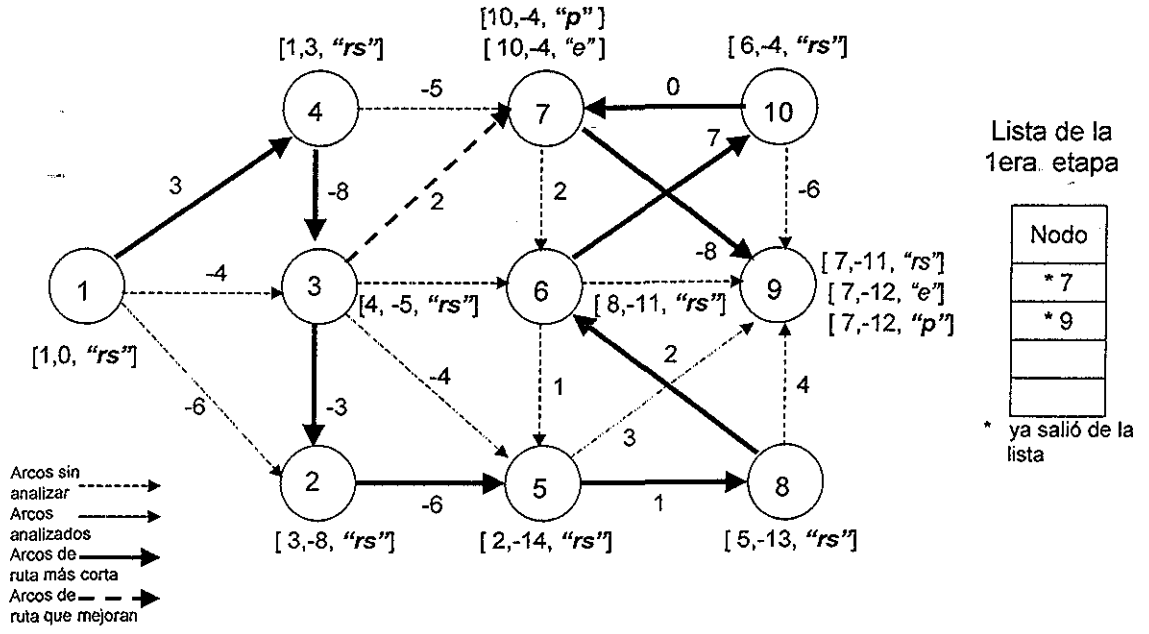 [10,-4, “p” ]
[ 10,-4, “e”]
[1,3, “rs”]
[ 6,-4, “rs”]
4
-5
7
0
10
3
-8
2
2
7
-6
Lista de la
1era. etapa
Nodo
* 7
* 9
* ya salió de la
lista
1
-4
3
6
-8
9
[4, -5, “rs”]
[ 8,-11, “rs”]
[ 7,-11, “rs”]
[ 7,-12, “e”]
[ 7,-12, “p”]
[1,0, “rs”]
-6
-3
-4
1
3
2
4
2
-6
5
1
8
[ 3,-8, “rs”]
[ 2,-14, “rs”]
[ 5,-13, “rs”]
Arcos sin
analizar
Arcos
analizados
Arcos de
ruta más corta
Arcos de
ruta que mejoran